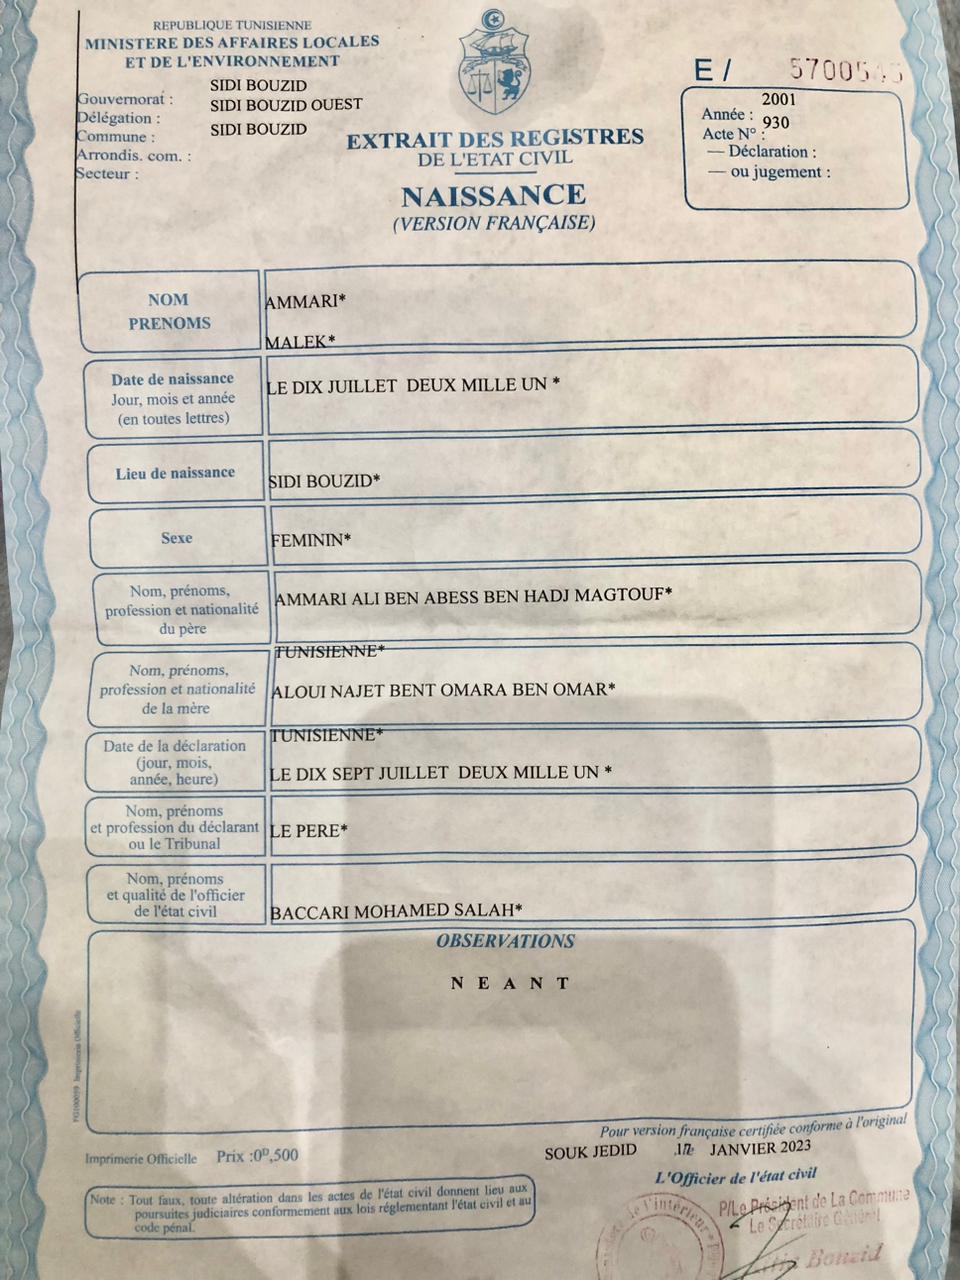 REPUBLIQUE TUNISIENNE
MINISTERE DES AFFAIRES LOCALES
ET DE L'ENVIRONNEMENT
Gouvernorat : SIDI BOUZID
Délégation : SIDI BOUZID OUEST
Commune : SIDI BOUZID
Arrondis. com. :
Secteur :
EXTRAIT DES REGISTRES
DE L'ETAT CIVIL
NAISSANCE
(VERSION FRANÇAISE)
E /
Année : 2001
Acte N° : 930
— Déclaration :
— ou jugement :
NOM
PRENOMS
AMMARI*
MALEK*
Date de naissance
Jour, mois et année
(en toutes lettres)
LE DIX JUILLET DEUX MILLE UN *
Lieu de naissance
SIDI BOUZID*
Sexe
FEMININ*
Nom, prénoms,
profession et nationalité
du père
AMMARI ALI BEN ABESS BEN HADJ MAGTOUF*
TUNISIENNE*
Nom, prénoms,
profession et nationalité
de la mère
ALOUI NAJET BENT OMARA BEN OMAR*
TUNISIENNE*
Date de la déclaration
(jour, mois,
année, heure)
LE DIX SEPT JUILLET DEUX MILLE UN *
Nom, prénoms
et profession du déclarant
ou le Tribunal
LE PERE*
Nom, prénoms
et qualité de l'officier
de l'état civil
BACCARI MOHAMED SALAH*
OBSERVATIONS
N E A N T
Imprimerie Officielle
Pour version française certifiée conforme à l'original
Imprimerie Officielle Prix :0ᴰ,500
SOUK JEDID 17 JANVIER 2023
L'Officier de l'état civil
Note : Tout faux, toute altération dans les actes de l'état civil donnent lieu aux
poursuites judiciaires conformement aux lois réglementant l'état civil et au
code pénal.
P/Le Président de La Commune
Le Secrétaire Général
Bouzid
de l'intérieur